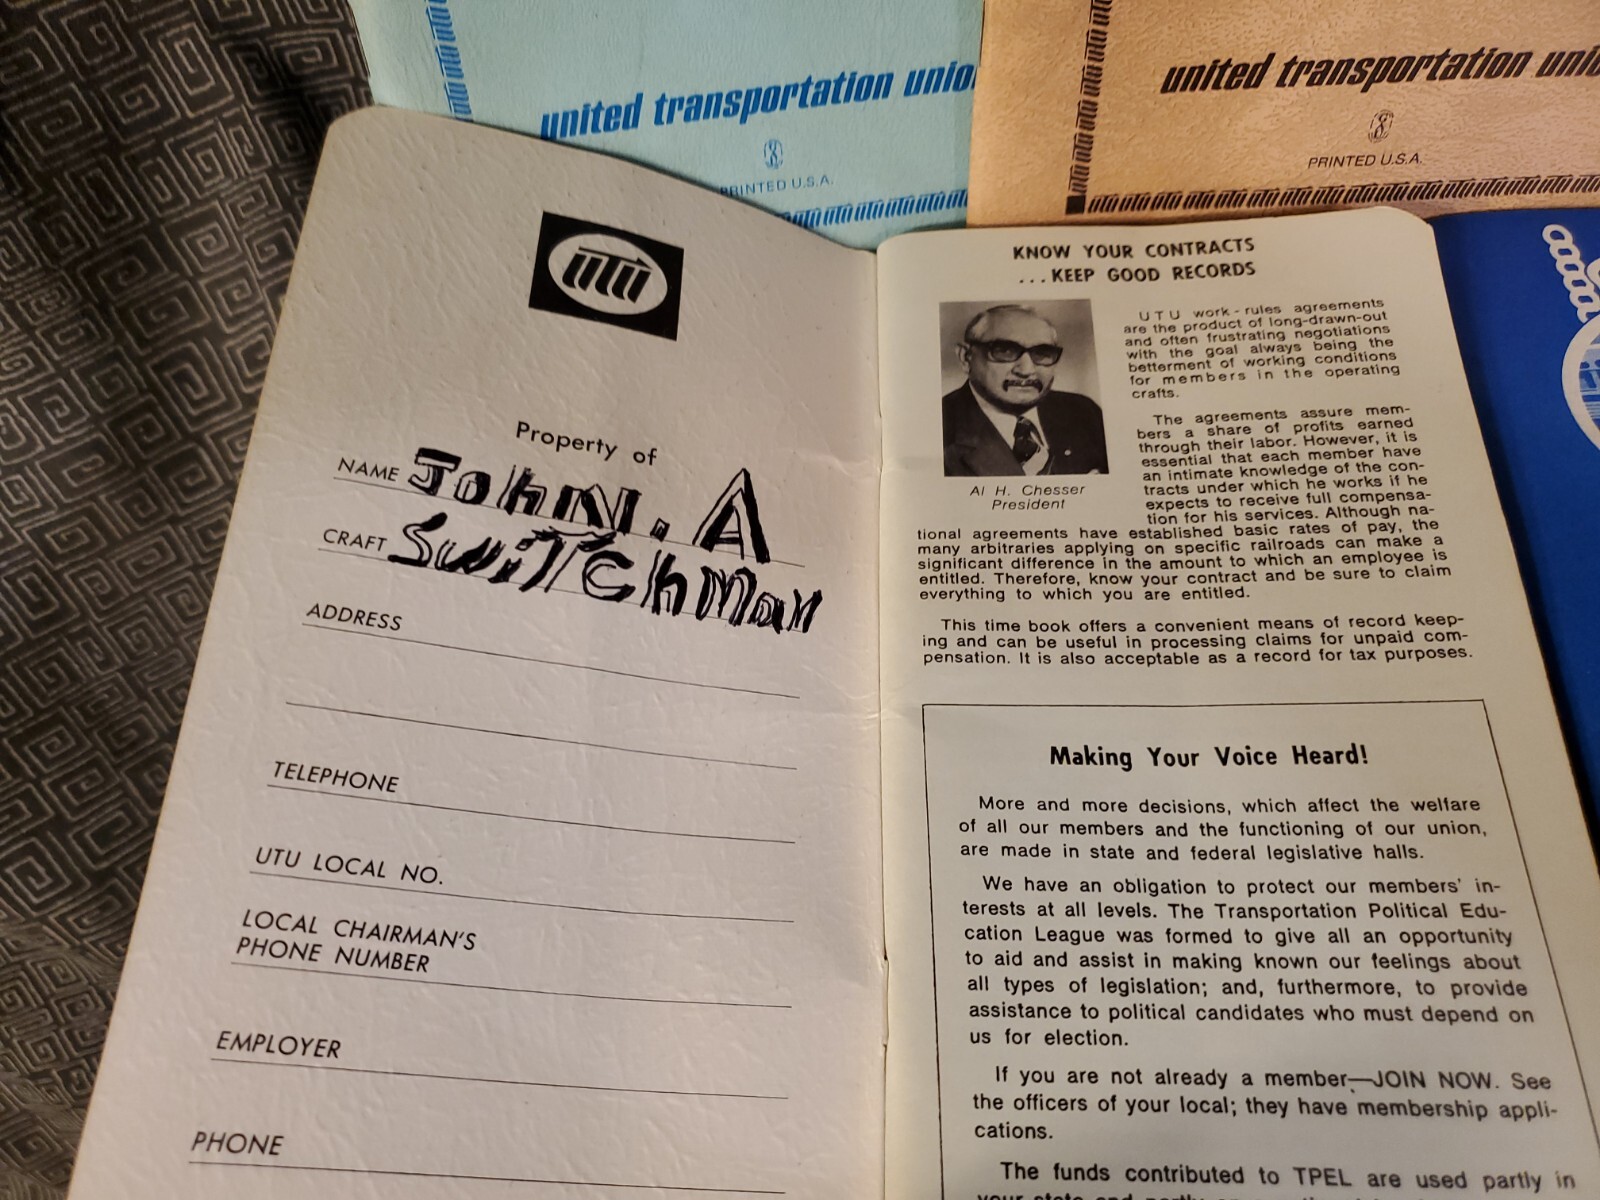 united transportation union
PRINTED U.S.A.
united transportation
PRINTED U.S.A.
utu
Property of
NAME John. A
CRAFT SwiTChMan
ADDRESS
TELEPHONE
UTU LOCAL NO.
LOCAL CHAIRMAN'S
PHONE NUMBER
EMPLOYER
PHONE
KNOW YOUR CONTRACTS
...KEEP GOOD RECORDS
Al H. Chesser
President
UTU work-rules agreements
are the product of long-drawn-out
and often frustrating negotiations
with the goal always being the
betterment of working conditions
for members in the operating
crafts.
The agreements assure mem-
bers a share of profits earned
through their labor. However, it is
essential that each member have
an intimate knowledge of the con-
tracts under which he works if he
expects to receive full compensa-
tion for his services. Although na-
tional agreements have established basic rates of pay, the
many arbitraries applying on specific railroads can make a
significant difference in the amount to which an employee is
entitled. Therefore, know your contract and be sure to claim
everything to which you are entitled.
This time book offers a convenient means of record keep-
ing and can be useful in processing claims for unpaid com-
pensation. It is also acceptable as a record for tax purposes.
Making Your Voice Heard!
More and more decisions, which affect the welfare
of all our members and the functioning of our union,
are made in state and federal legislative halls.
We have an obligation to protect our members' in-
terests at all levels. The Transportation Political Edu-
cation League was formed to give all an opportunity
to aid and assist in making known our feelings about
all types of legislation; and, furthermore, to provide
assistance to political candidates who must depend on
us for election.
If you are not already a member—JOIN NOW. See
the officers of your local; they have membership appli-
cations.
The funds contributed to TPEL are used partly in
your state and partly